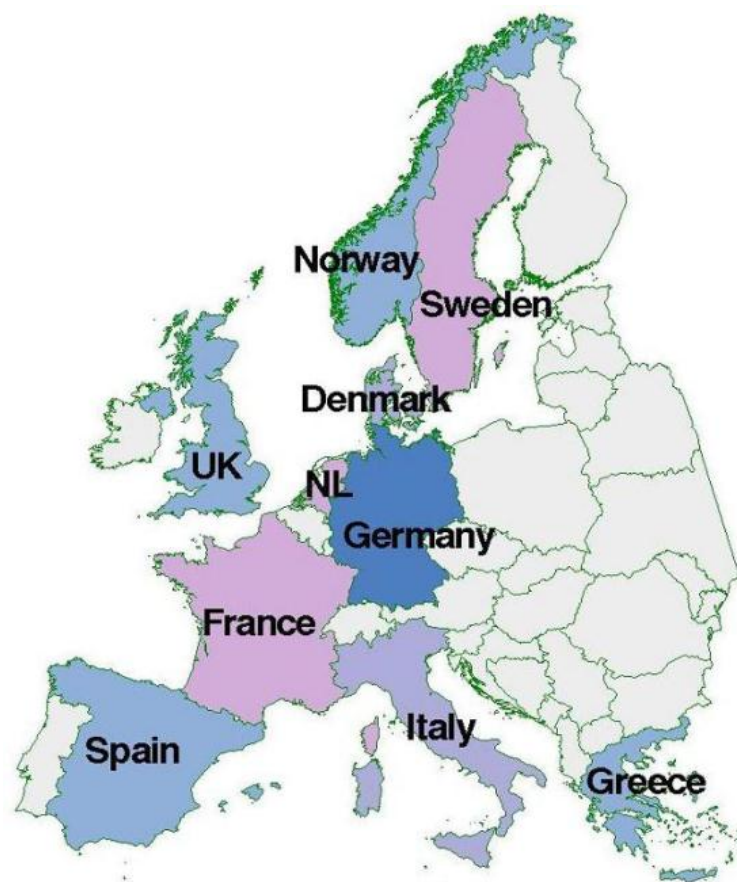 Norway
Sweden
Denmark
UK
NL
Germany
France
Italy
Spain
Greece